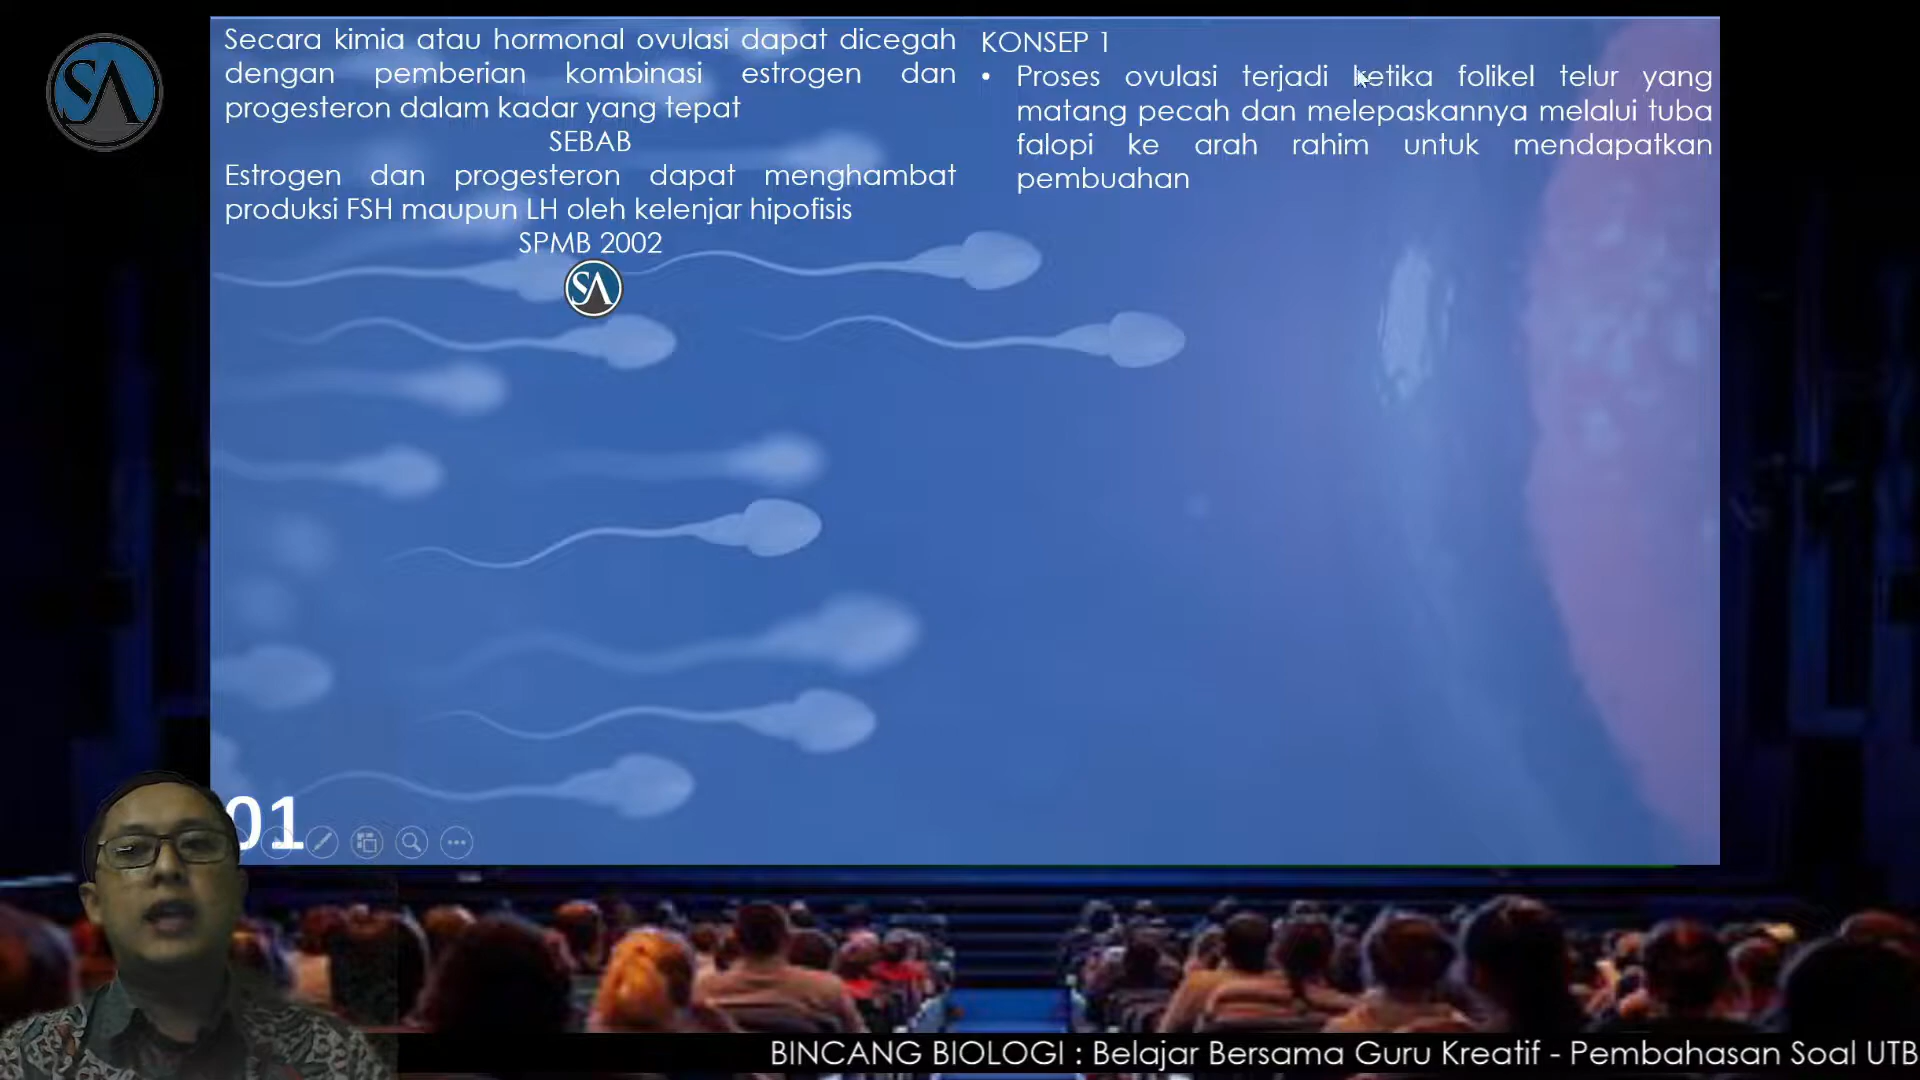 SA
Secara kimia atau hormonal ovulasi dapat dicegah
dengan pemberian kombinasi estrogen dan
progesteron dalam kadar yang tepat
SEBAB
Estrogen dan progesteron dapat menghambat
produksi FSH maupun LH oleh kelenjar hipofisis
SPMB 2002
SA
KONSEP 1
• Proses ovulasi terjadi ketika folikel telur yang
matang pecah dan melepaskannya melalui tuba
falopi ke arah rahim untuk mendapatkan
pembuahan
01
BINCANG BIOLOGI : Belajar Bersama Guru Kreatif - Pembahasan Soal UTB